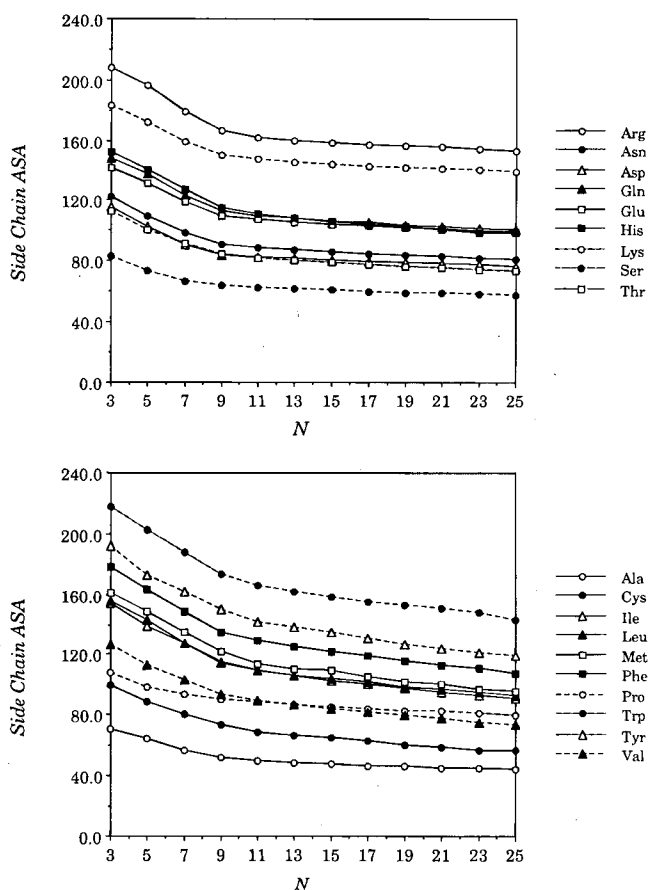 240.0
200.0
160.0
120.0
80.0
40.0
0.0
Side Chain ASA
3 5 7 9 11 13 15 17 19 21 23 25
N
Arg
Asn
Asp
Gln
Glu
His
Lys
Ser
Thr
240.0
200.0
160.0
120.0
80.0
40.0
0.0
Side Chain ASA
3 5 7 9 11 13 15 17 19 21 23 25
N
Ala
Cys
Ile
Leu
Met
Phe
Pro
Trp
Tyr
Val